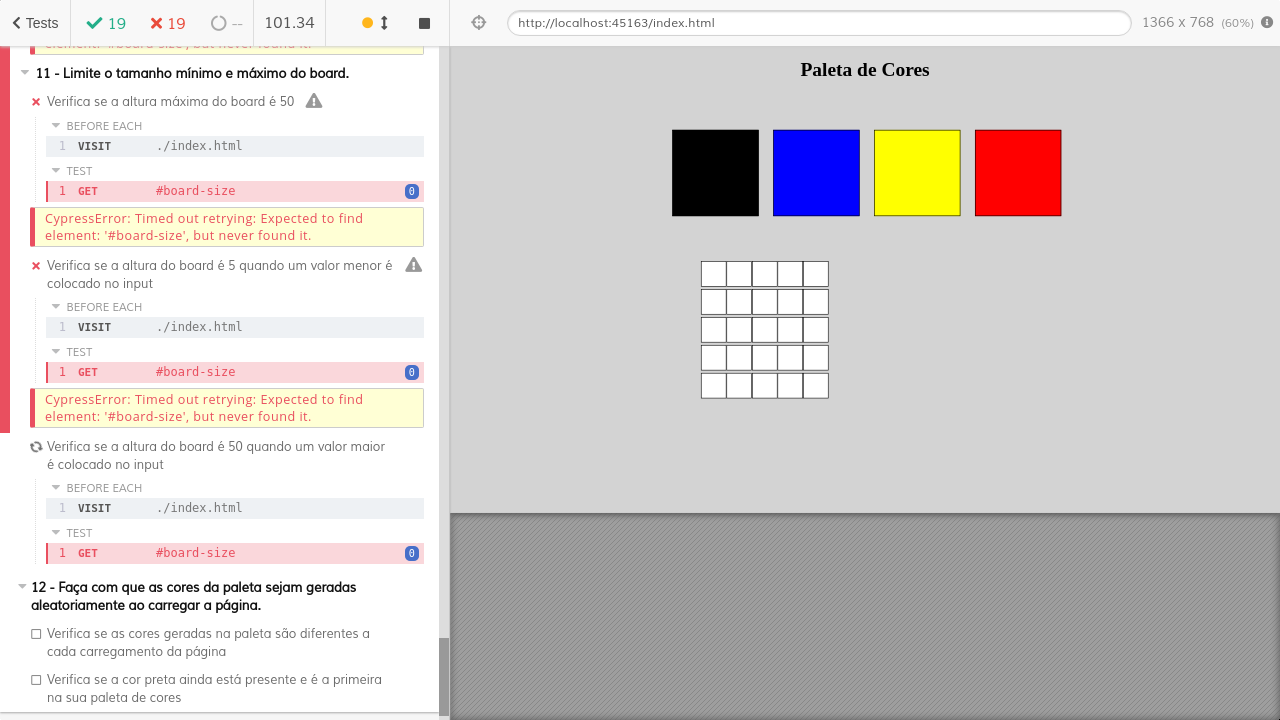 Tests
19
19
--
101.34
http://localhost:45163/index.html
1366 x 768 (60%)
element: '#board-size', but never found it.
11 - Limite o tamanho mínimo e máximo do board.
Verifica se a altura máxima do board é 50
BEFORE EACH
1 VISIT ./index.html
TEST
1 GET #board-size 0
CypressError: Timed out retrying: Expected to find
element: '#board-size', but never found it.
Verifica se a altura do board é 5 quando um valor menor é
colocado no input
BEFORE EACH
1 VISIT ./index.html
TEST
1 GET #board-size 0
CypressError: Timed out retrying: Expected to find
element: '#board-size', but never found it.
Verifica se a altura do board é 50 quando um valor maior
é colocado no input
BEFORE EACH
1 VISIT ./index.html
TEST
1 GET #board-size 0
12 - Faça com que as cores da paleta sejam geradas
aleatoriamente ao carregar a página.
Verifica se as cores geradas na paleta são diferentes a
cada carregamento da página
Verifica se a cor preta ainda está presente e é a primeira
na sua paleta de cores
Paleta de Cores